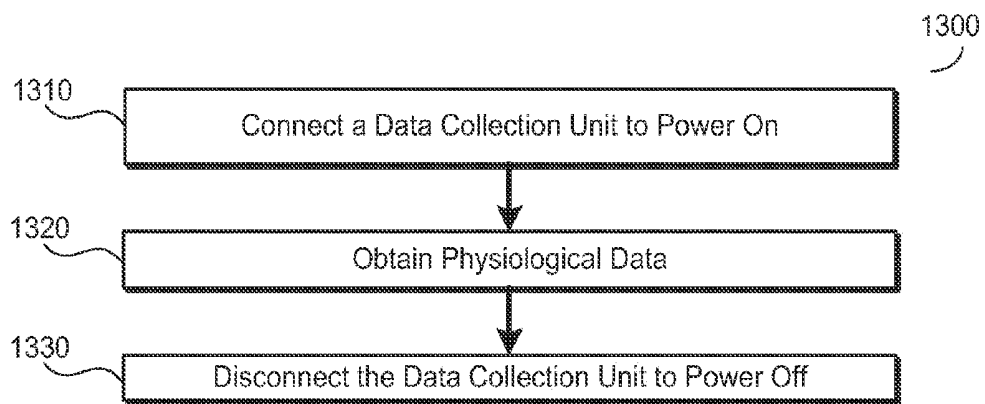 1300
1310
Connect a Data Collection Unit to Power On
1320
Obtain Physiological Data
1330
Disconnect the Data Collection Unit to Power Off